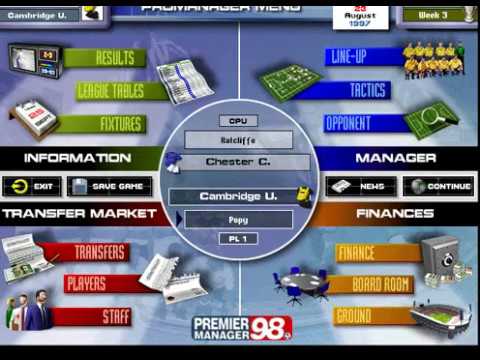 Cambridge U.
PROMANAGER MENU
23
August
1997
Week 3
RESULTS
LEAGUE TABLES
FIXTURES
LINE-UP
TACTICS
OPPONENT
CPU
Ratcliffe
Chester C.
INFORMATION
MANAGER
EXIT
SAVE GAME
NEWS
CONTINUE
Cambridge U.
Popy
Pl. 1
TRANSFER MARKET
FINANCES
TRANSFERS
PLAYERS
STAFF
FINANCE
BOARD ROOM
GROUND
PREMIER
MANAGER 98